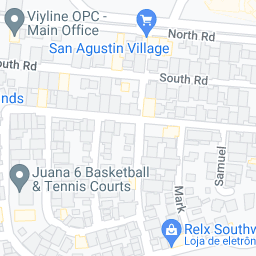 Viyline OPC -
Main Office
North Rd
San Agustin Village
South Rd
South Rd
nds
Juana 6 Basketball
& Tennis Courts
Mark
Samuel
Relx Southw
Loja de eletrôn